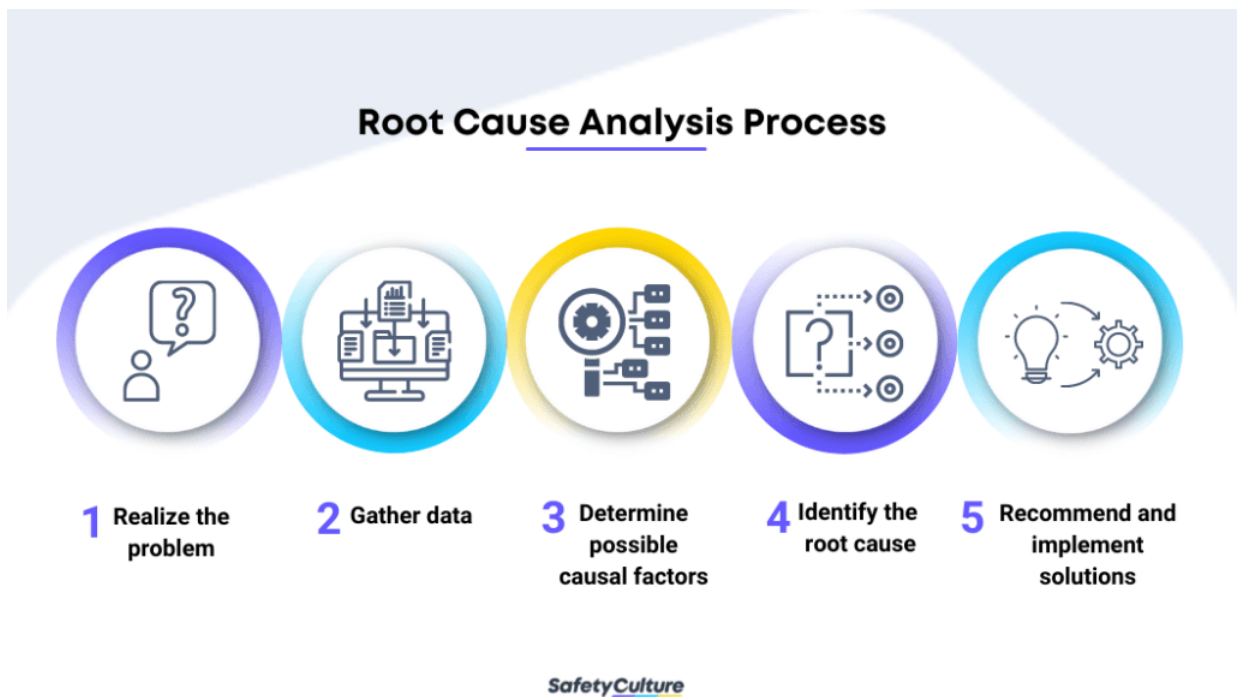 Root Cause Analysis Process
1 Realize the
problem
2 Gather data
3 Determine
possible
causal factors
4 Identify the
root cause
5 Recommend and
implement
solutions
SafetyCulture